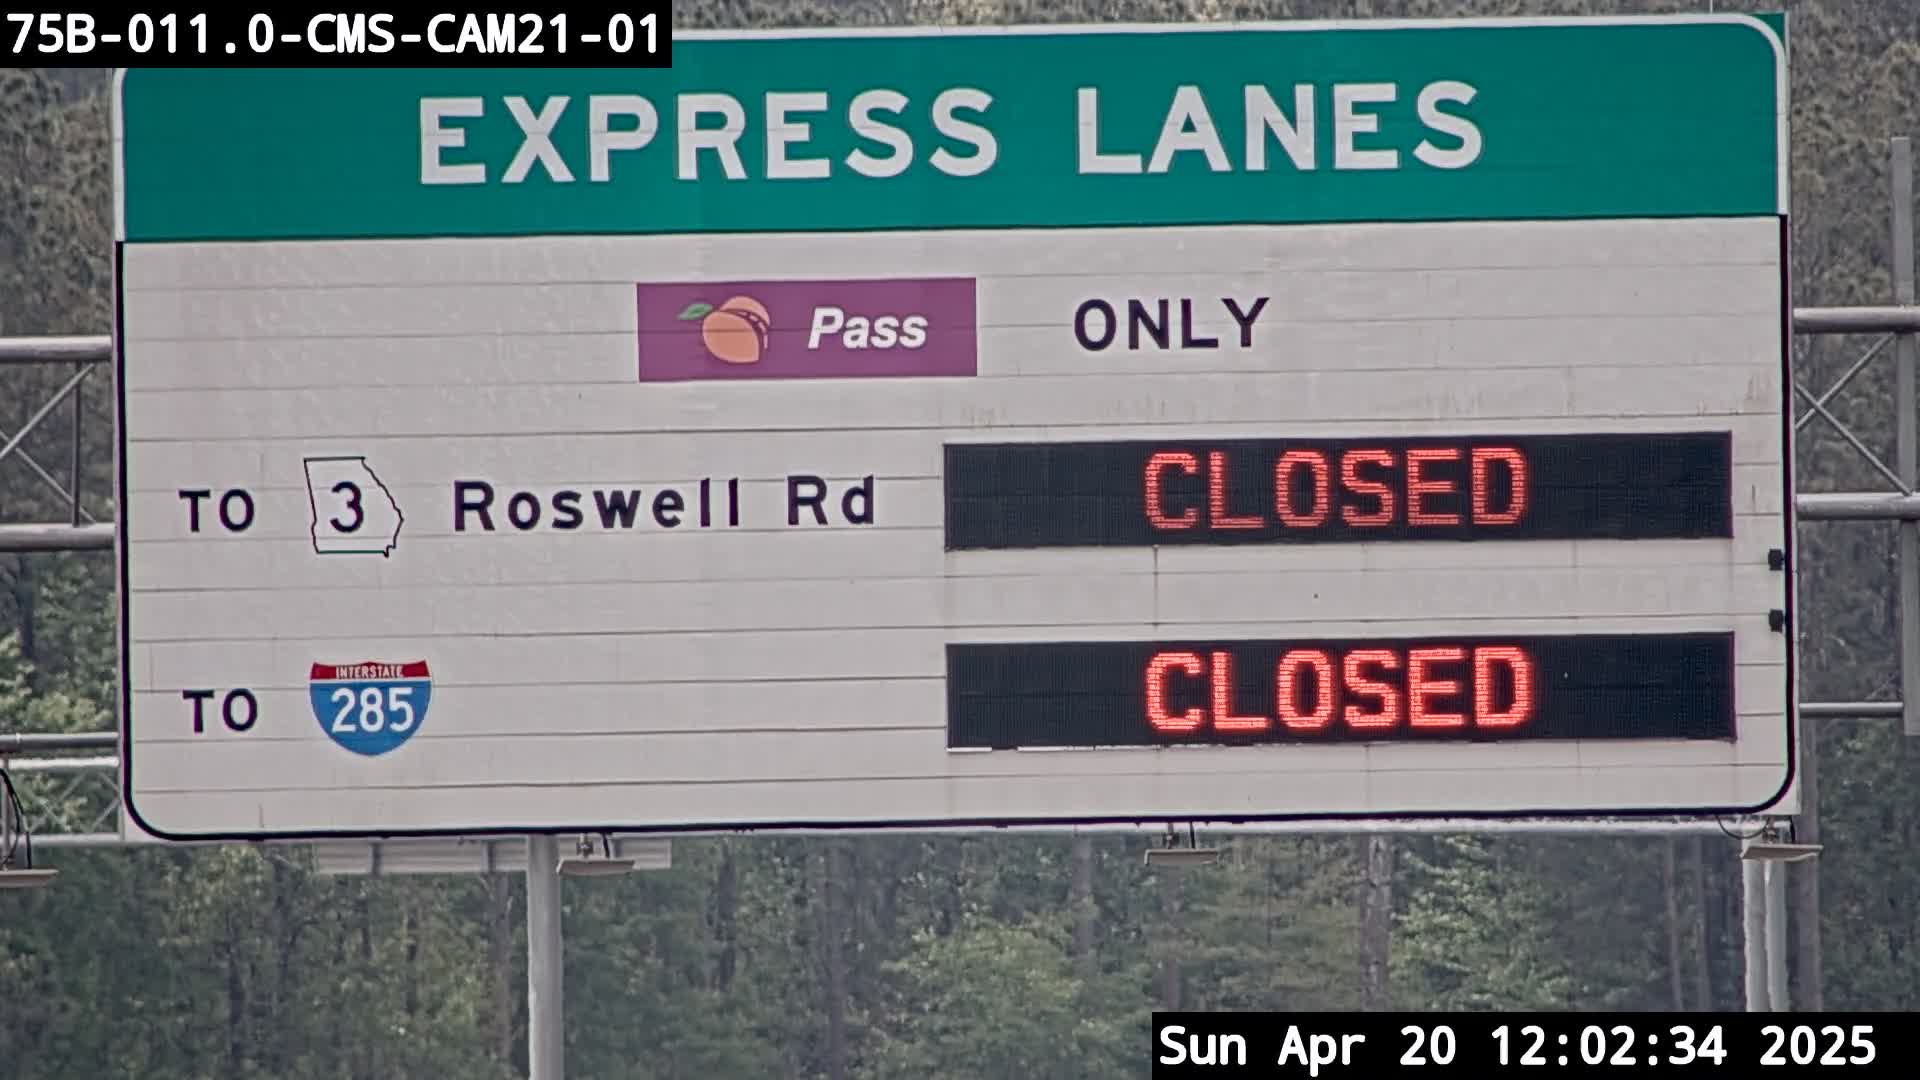 75B-011.0-CMS-CAM21-01
EXPRESS LANES
Pass ONLY
TO 3 Roswell Rd CLOSED
TO INTERSTATE 285 CLOSED
Sun Apr 20 12:02:34 2025